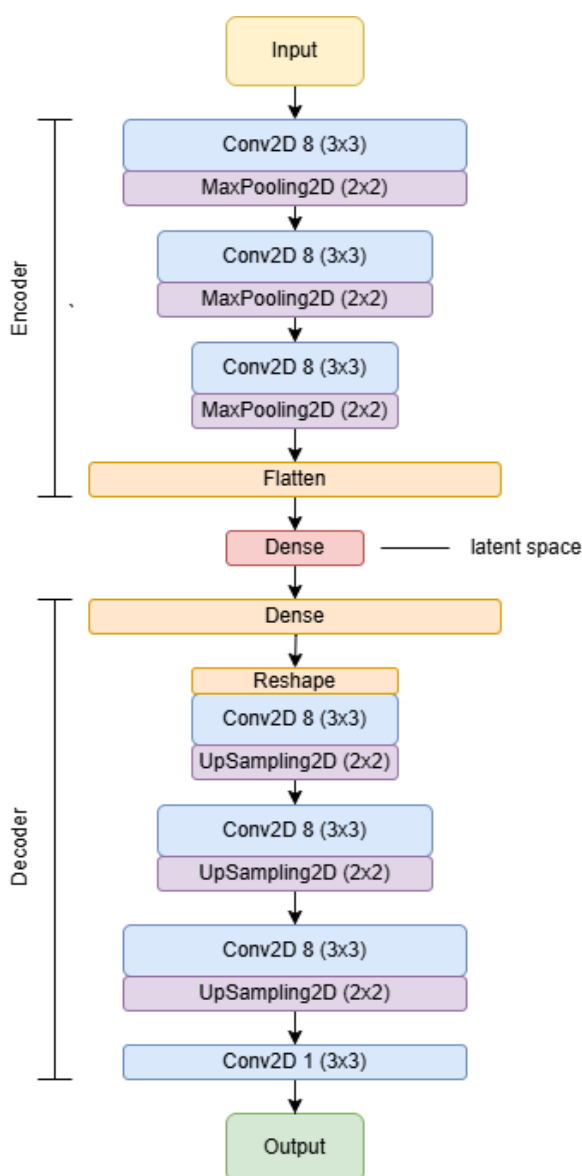 Input
Encoder
Conv2D 8 (3x3)
MaxPooling2D (2x2)
Conv2D 8 (3x3)
MaxPooling2D (2x2)
Conv2D 8 (3x3)
MaxPooling2D (2x2)
Flatten
Dense
latent space
Decoder
Dense
Reshape
Conv2D 8 (3x3)
UpSampling2D (2x2)
Conv2D 8 (3x3)
UpSampling2D (2x2)
Conv2D 8 (3x3)
UpSampling2D (2x2)
Conv2D 1 (3x3)
Output